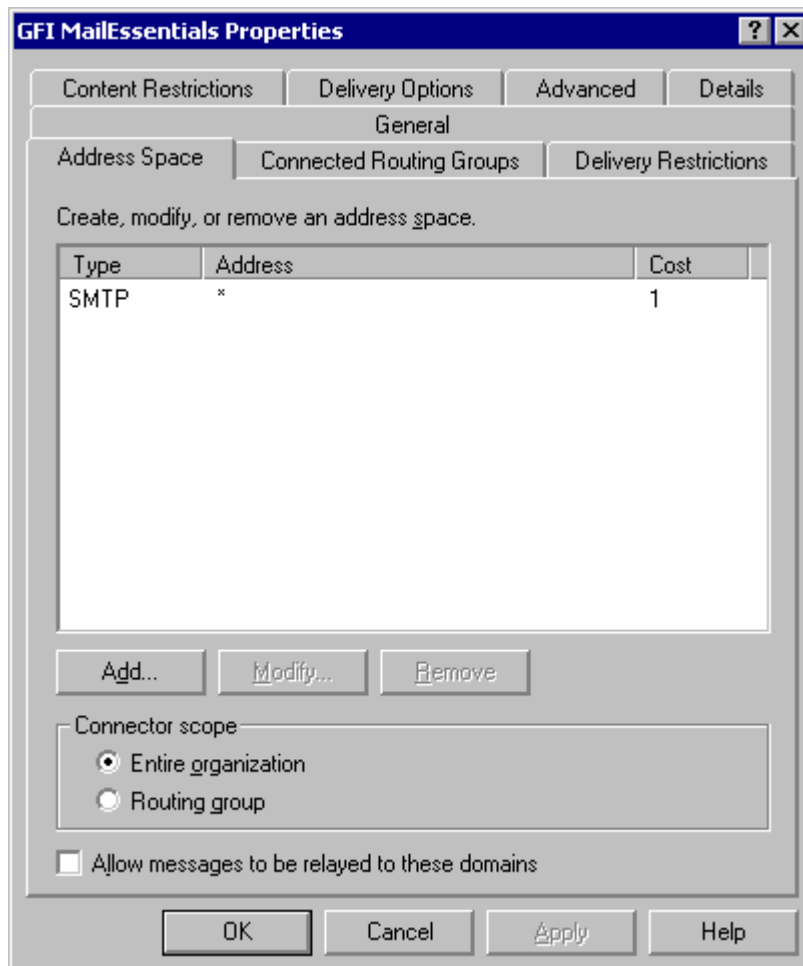 GFI MailEssentials Properties
Content Restrictions Delivery Options Advanced Details
General
Address Space Connected Routing Groups Delivery Restrictions
Create, modify, or remove an address space.
Type Address Cost
SMTP * 1
Add... Modify... Remove
Connector scope
Entire organization
Routing group
Allow messages to be relayed to these domains
OK Cancel Apply Help